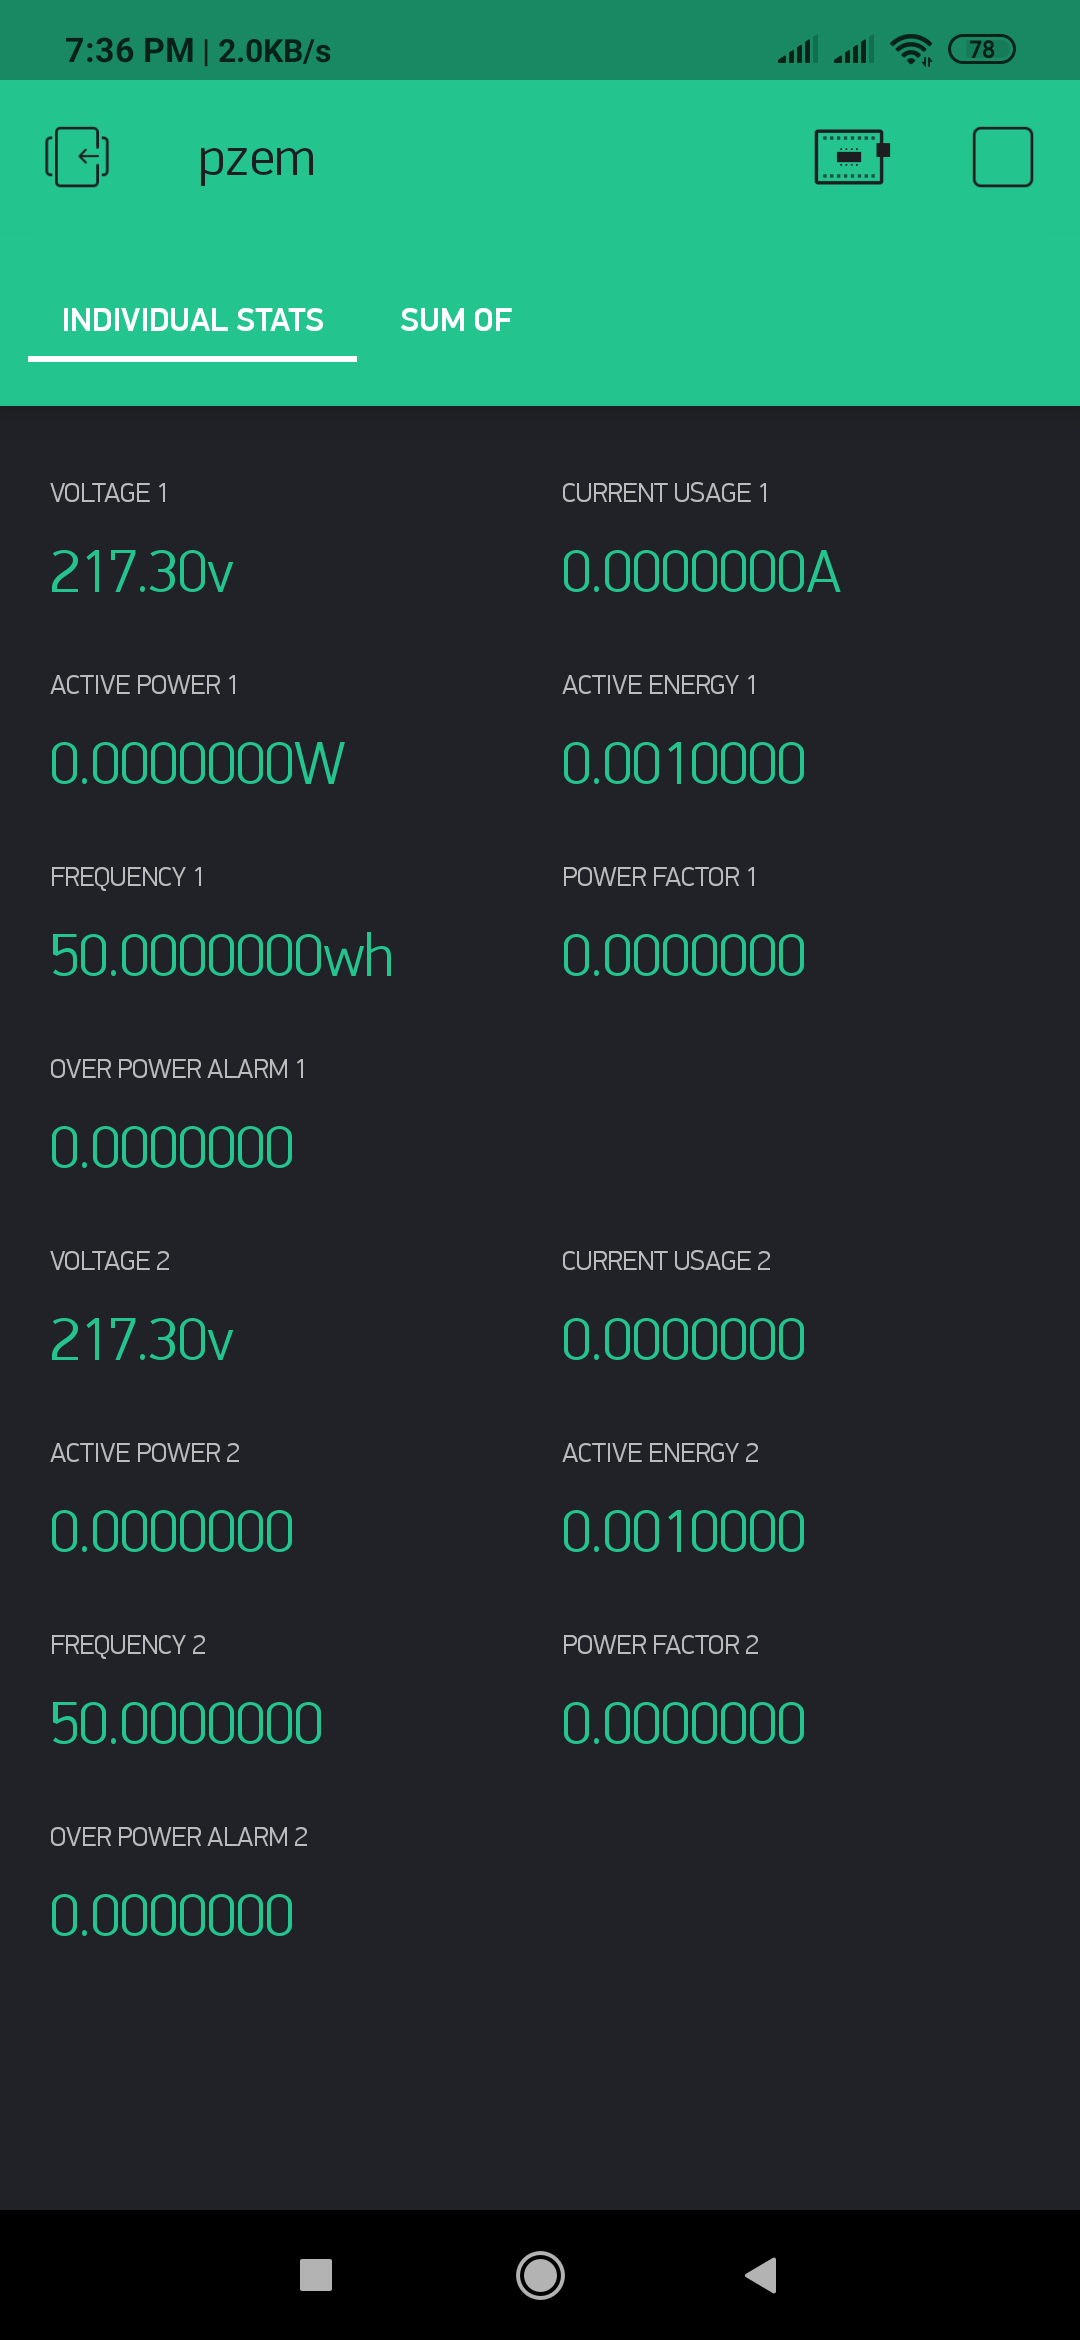 7:36 PM | 2.0KB/s 78
pzem
INDIVIDUAL STATS SUM OF
VOLTAGE 1 CURRENT USAGE 1
217.30v 0.0000000A
ACTIVE POWER 1 ACTIVE ENERGY 1
0.0000000W 0.0010000
FREQUENCY 1 POWER FACTOR 1
50.0000000wh 0.0000000
OVER POWER ALARM 1
0.0000000
VOLTAGE 2 CURRENT USAGE 2
217.30v 0.0000000
ACTIVE POWER 2 ACTIVE ENERGY 2
0.0000000 0.0010000
FREQUENCY 2 POWER FACTOR 2
50.0000000 0.0000000
OVER POWER ALARM 2
0.0000000